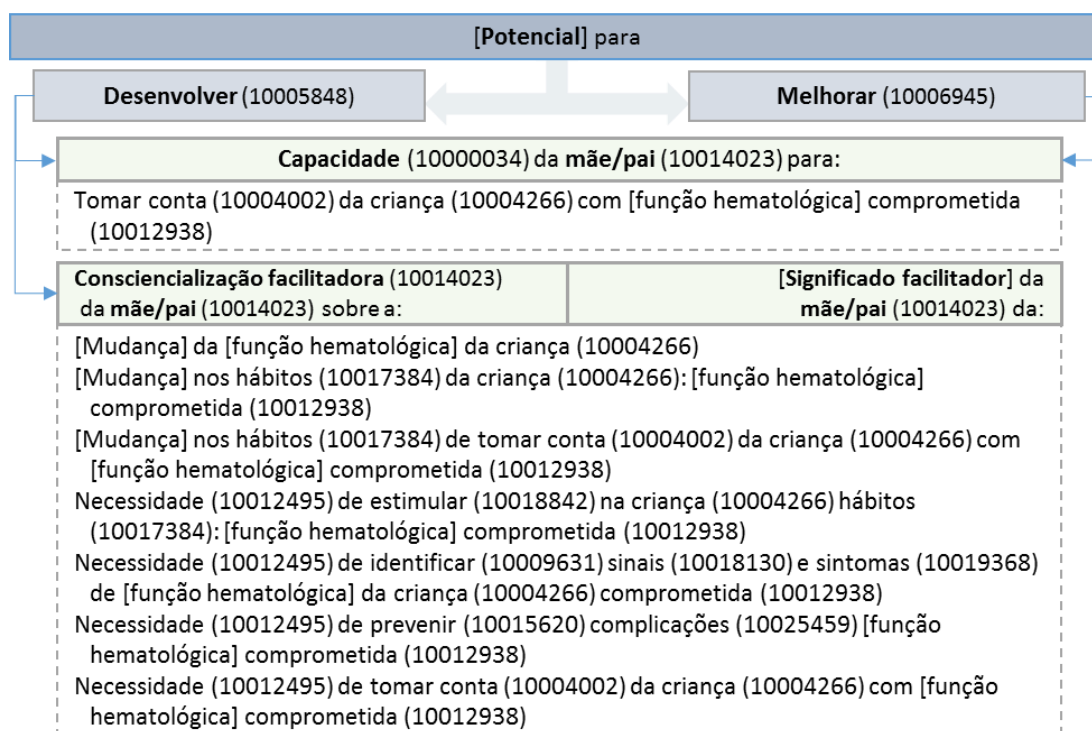 [Potencial] para
Desenvolver (10005848)
Melhorar (10006945)
Capacidade (10000034) da mãe/pai (10014023) para:
Tomar conta (10004002) da criança (10004266) com [função hematológica] comprometida
(10012938)
Consciencialização facilitadora (10014023)
da mãe/pai (10014023) sobre a:
[Significado facilitador] da
mãe/pai (10014023) da:
[Mudança] da [função hematológica] da criança (10004266)
[Mudança] nos hábitos (10017384) da criança (10004266): [função hematológica]
comprometida (10012938)
[Mudança] nos hábitos (10017384) de tomar conta (10004002) da criança (10004266) com
[função hematológica] comprometida (10012938)
Necessidade (10012495) de estimular (10018842) na criança (10004266) hábitos
(10017384): [função hematológica] comprometida (10012938)
Necessidade (10012495) de identificar (10009631) sinais (10018130) e sintomas (10019368)
de [função hematológica] da criança (10004266) comprometida (10012938)
Necessidade (10012495) de prevenir (10015620) complicações (10025459) [função
hematológica] comprometida (10012938)
Necessidade (10012495) de tomar conta (10004002) da criança (10004266) com [função
hematológica] comprometida (10012938)